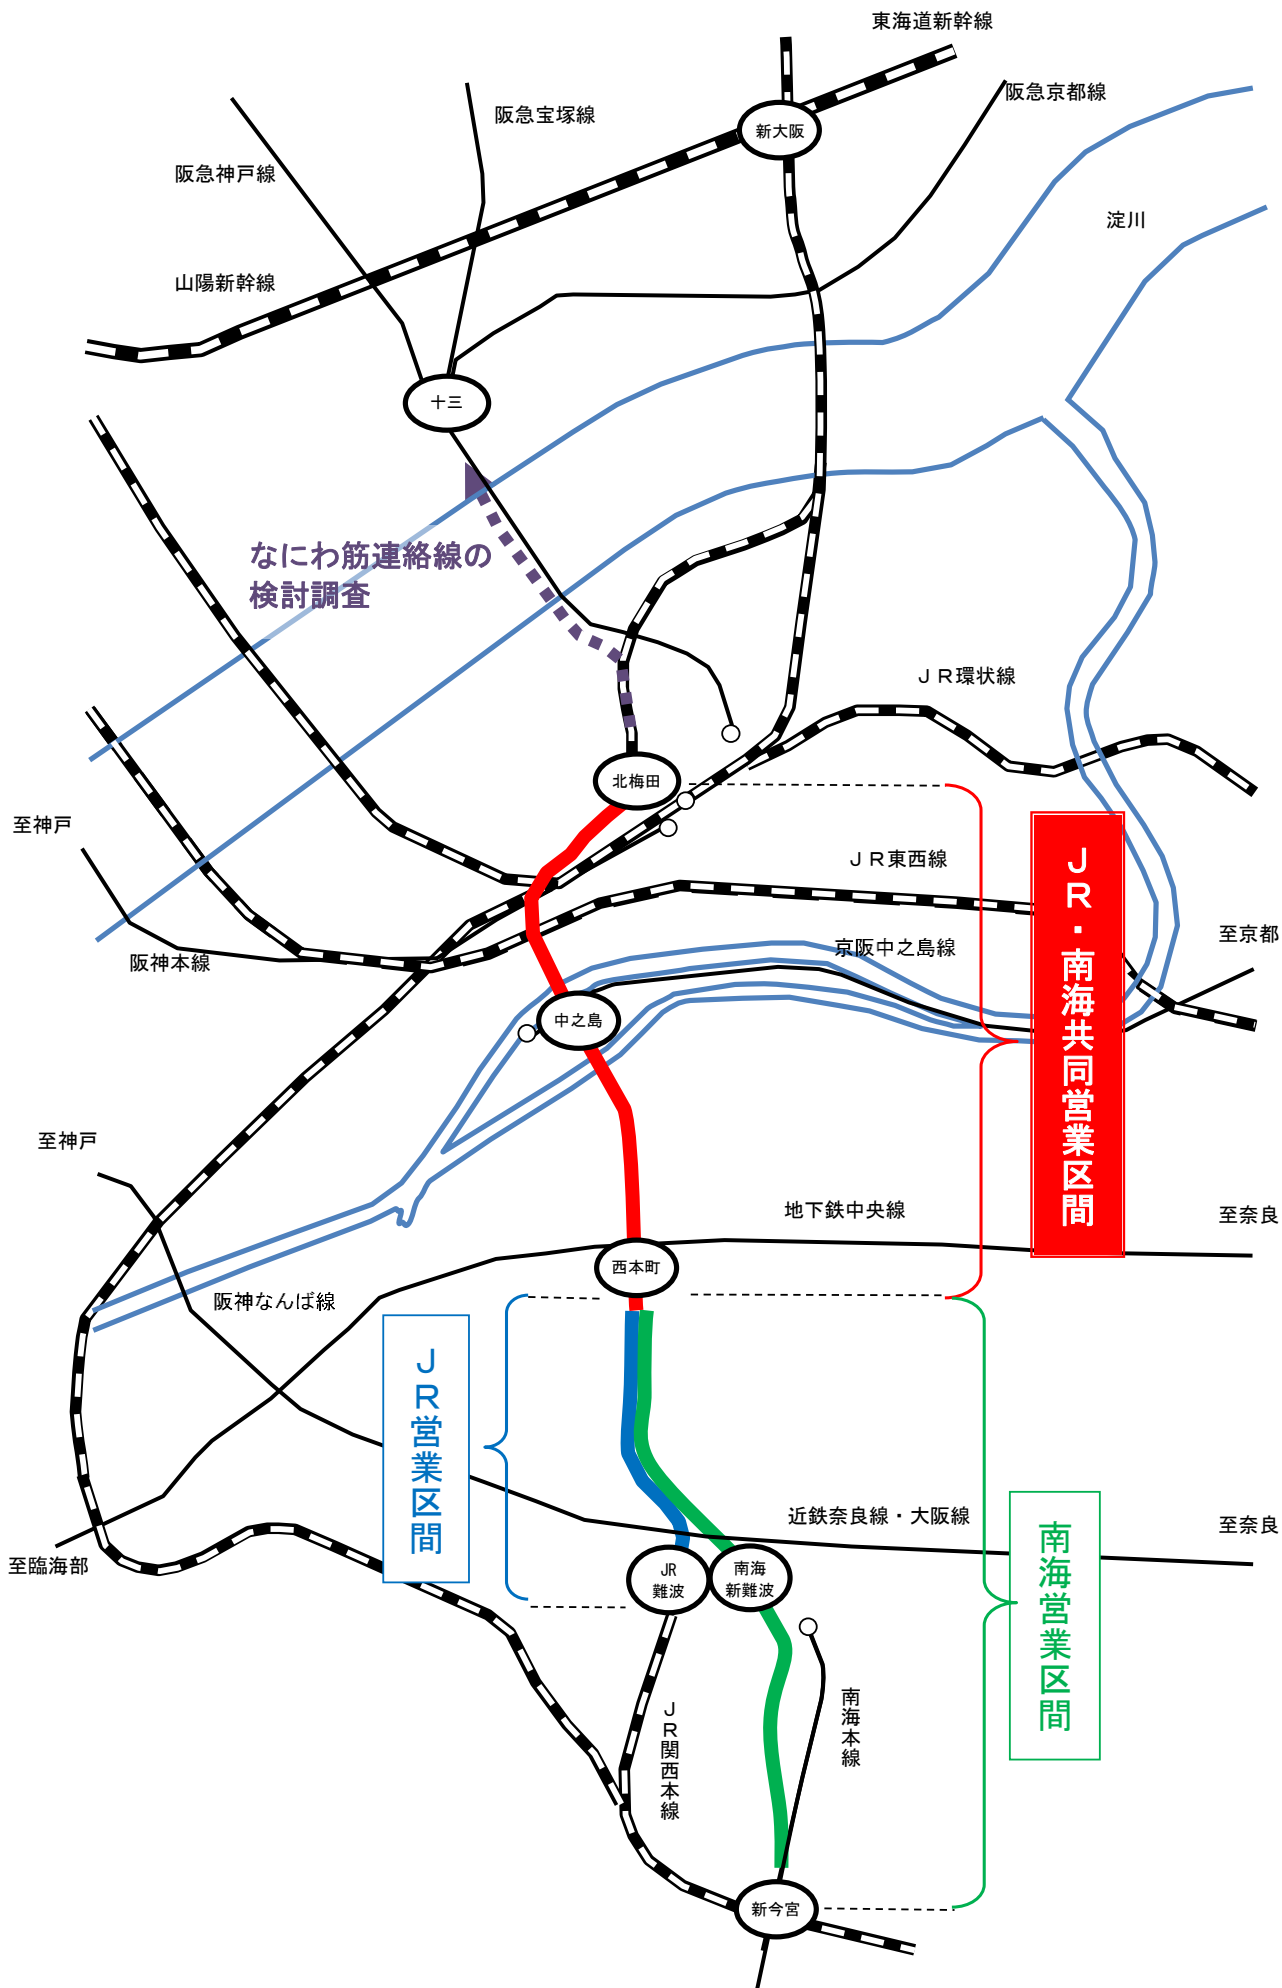 東海道新幹線
阪急宝塚線
阪急京都線
新大阪
阪急神戸線
淀川
山陽新幹線
十三
なにわ筋連絡線の
検討調査
ＪＲ環状線
北梅田
至神戸
ＪＲ東西線
ＪＲ・南海共同営業区間
至京都
京阪中之島線
阪神本線
中之島
至神戸
地下鉄中央線
至奈良
西本町
阪神なんば線
ＪＲ営業区間
近鉄奈良線・大阪線
至奈良
至臨海部
JR
難波
南海
新難波
南海営業区間
ＪＲ関西本線
南海本線
新今宮